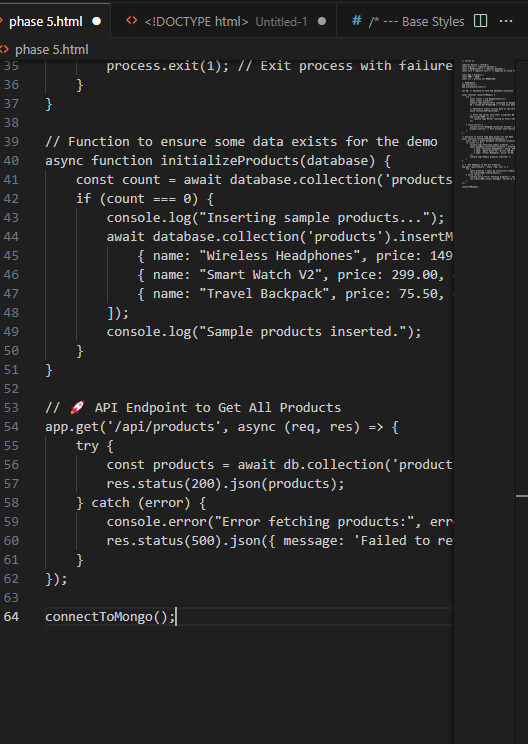 phase 5.html ● <!DOCTYPE html> Untitled-1 ● # /* --- Base Styles ...
phase 5.html
35 process.exit(1); // Exit process with failure
36 }
37 }
38
39 // Function to ensure some data exists for the demo
40 async function initializeProducts(database) {
41 const count = await database.collection('products
42 if (count === 0) {
43 console.log("Inserting sample products...");
44 await database.collection('products').insertM
45 { name: "Wireless Headphones", price: 149
46 { name: "Smart Watch V2", price: 299.00,
47 { name: "Travel Backpack", price: 75.50,
48 ]);
49 console.log("Sample products inserted.");
50 }
51 }
52
53 // 🚀 API Endpoint to Get All Products
54 app.get('/api/products', async (req, res) => {
55 try {
56 const products = await db.collection('product
57 res.status(200).json(products);
58 } catch (error) {
59 console.error("Error fetching products:", err
60 res.status(500).json({ message: 'Failed to re
61 }
62 });
63
64 connectToMongo();